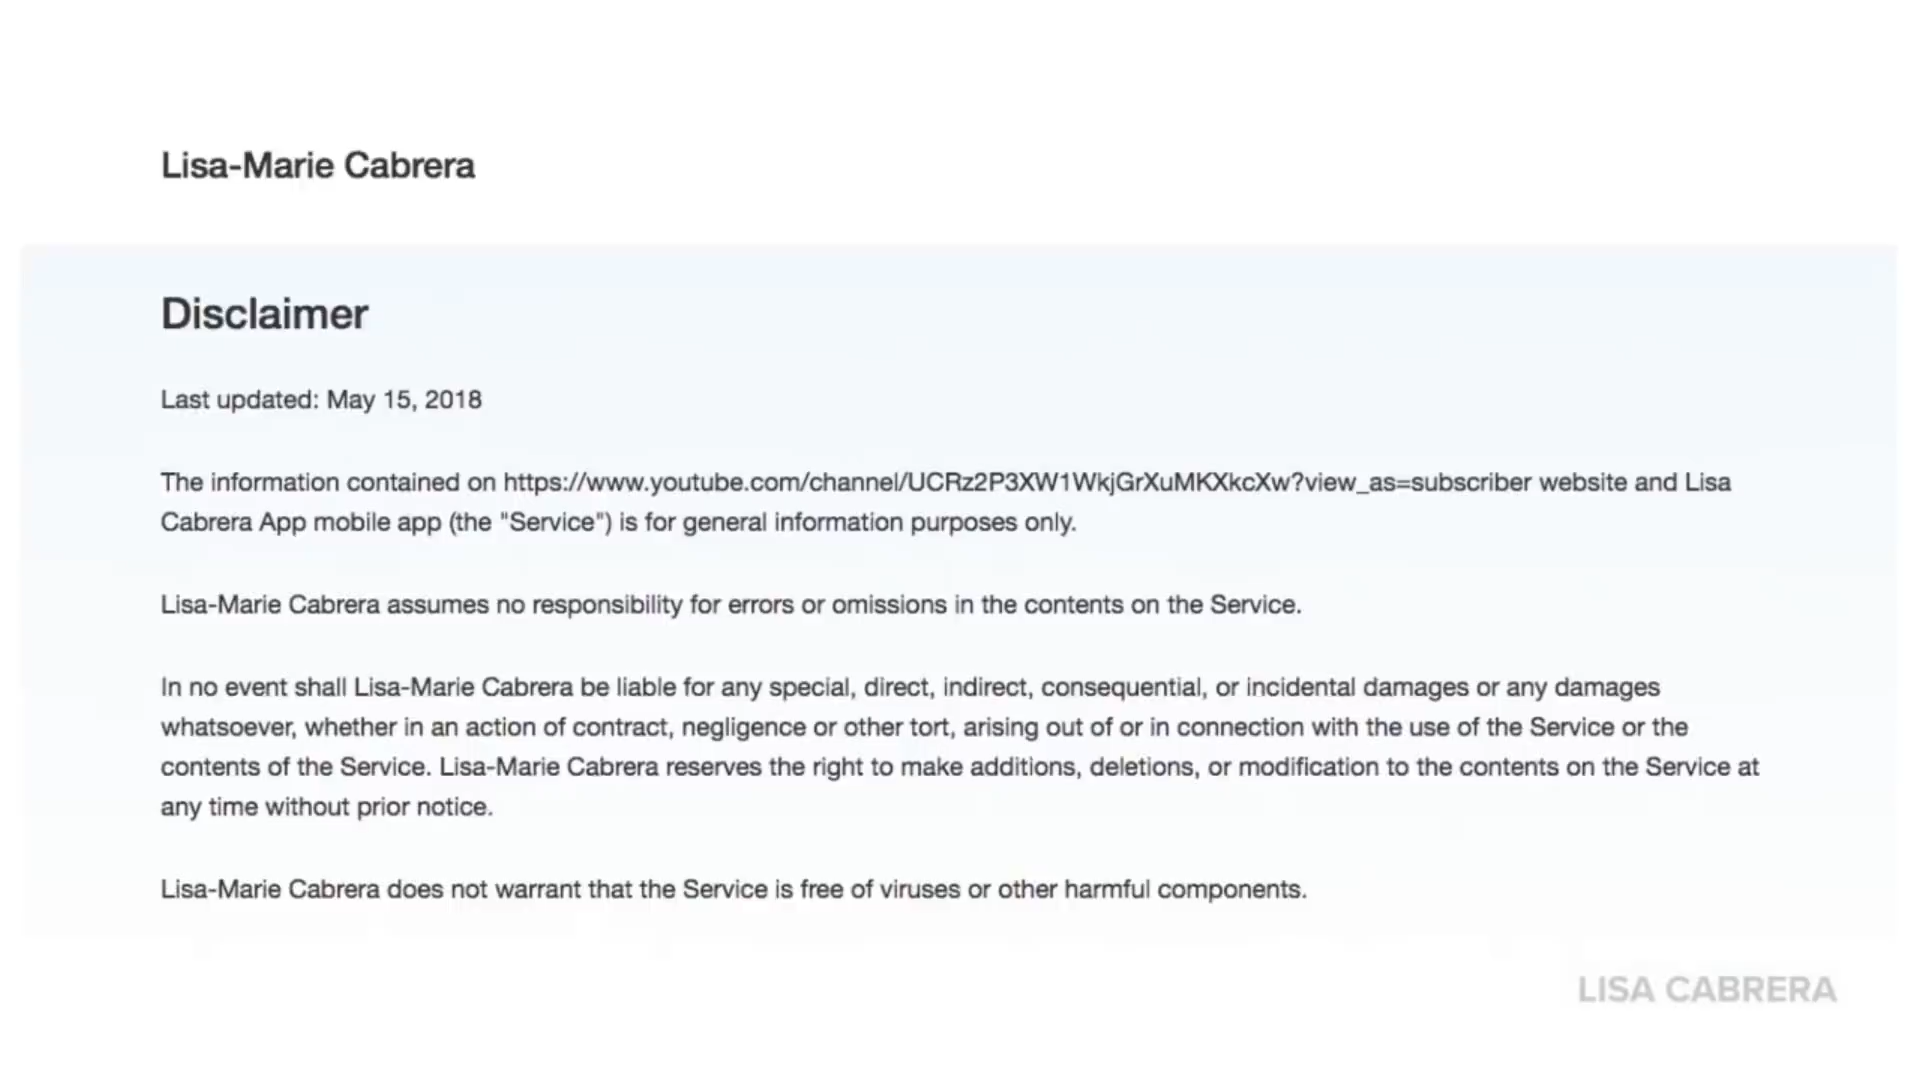 Lisa-Marie Cabrera
Disclaimer
Last updated: May 15, 2018
The information contained on https://www.youtube.com/channel/UCRz2P3XW1WkjGrXuMKXkcXw?view_as=subscriber website and Lisa
Cabrera App mobile app (the "Service") is for general information purposes only.
Lisa-Marie Cabrera assumes no responsibility for errors or omissions in the contents on the Service.
In no event shall Lisa-Marie Cabrera be liable for any special, direct, indirect, consequential, or incidental damages or any damages
whatsoever, whether in an action of contract, negligence or other tort, arising out of or in connection with the use of the Service or the
contents of the Service. Lisa-Marie Cabrera reserves the right to make additions, deletions, or modification to the contents on the Service at
any time without prior notice.
Lisa-Marie Cabrera does not warrant that the Service is free of viruses or other harmful components.
LISA CABRERA